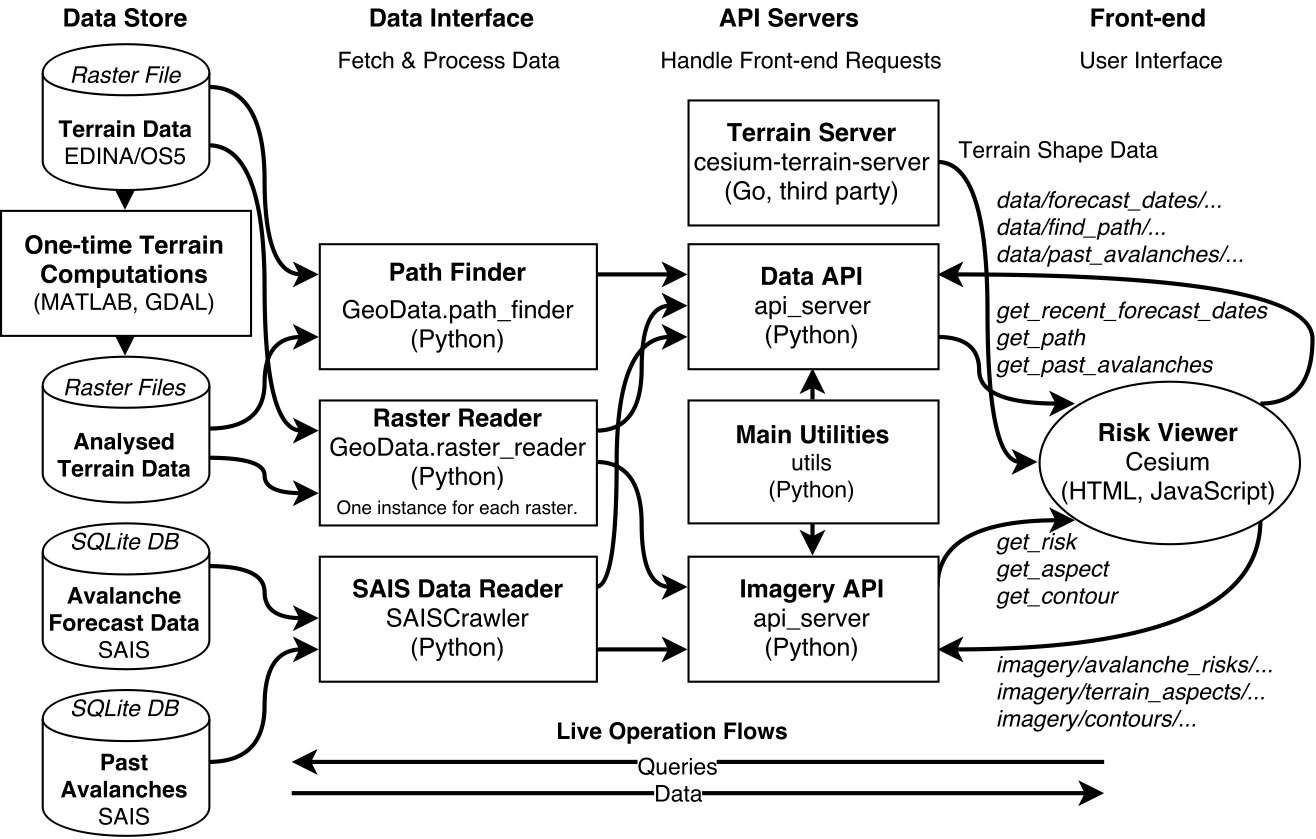 Data Store
Data Interface
API Servers
Front-end
Fetch & Process Data
Handle Front-end Requests
User Interface
Raster File
Terrain Data
EDINA/OS5
One-time Terrain
Computations
(MATLAB, GDAL)
Raster Files
Analysed
Terrain Data
SQLite DB
Avalanche
Forecast Data
SAIS
SQLite DB
Past
Avalanches
SAIS
Path Finder
GeoData.path_finder
(Python)
Raster Reader
GeoData.raster_reader
(Python)
One instance for each raster.
SAIS Data Reader
SAISCrawler
(Python)
Terrain Server
cesium-terrain-server
(Go, third party)
Data API
api_server
(Python)
Main Utilities
utils
(Python)
Imagery API
api_server
(Python)
Terrain Shape Data
data/forecast_dates/...
data/find_path/...
data/past_avalanches/...
get_recent_forecast_dates
get_path
get_past_avalanches
Risk Viewer
Cesium
(HTML, JavaScript)
get_risk
get_aspect
get_contour
imagery/avalanche_risks/...
imagery/terrain_aspects/...
imagery/contours/...
Live Operation Flows
Queries
Data